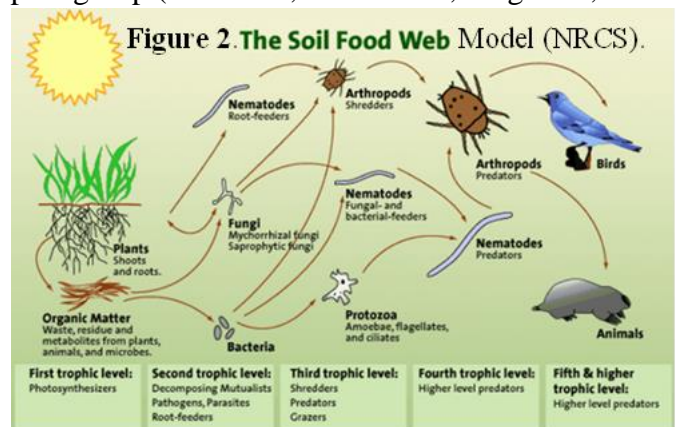 Figure 2.The Soil Food Web Model (NRCS).
Nematodes
Root-feeders
Arthropods
Shredders
Arthropods
Predators
Birds
Plants
Shoots
and roots.
Fungi
Mychorrhizal fungi
Saprophytic fungi
Nematodes
Fungal- and
bacterial-feeders
Nematodes
Predators
Organic Matter
Waste, residue and
metabolites from plants,
animals, and microbes.
Bacteria
Protozoa
Amoebae, flagellates,
and ciliates
Animals
First trophic level:
Photosynthesizers
Second trophic level:
Decomposing Mutualists
Pathogens, Parasites
Root-feeders
Third trophic level:
Shredders
Predators
Grazers
Fourth trophic level:
Higher level predators
Fifth & higher
trophic level:
Higher level predators